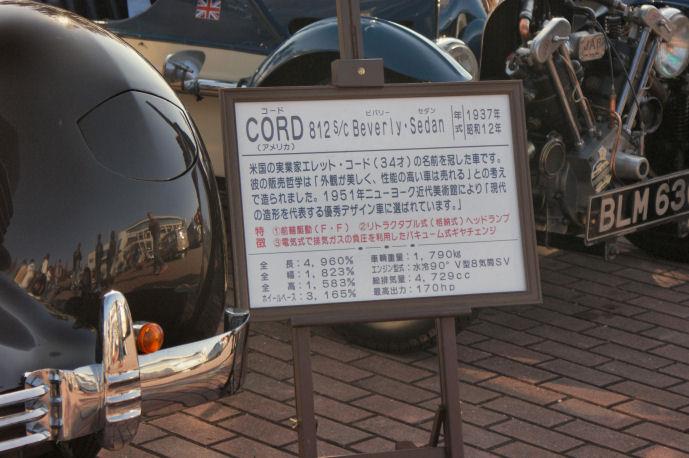 コード ビバリー セダン
CORD 812 S/C Beverly・Sedan
(アメリカ)
年式 1937年
昭和12年
米国の実業家エレット・コード(34才)の名前を冠した車です。
彼の販売哲学は「外観が美しく、性能の高い車は売れる」との考え
で造られました。1951年ニューヨーク近代美術館により「現代
の造形を代表する優秀デザイン車に選ばれています。」
特徴 ①前輪駆動(F・F) ②リトラクタブル式(格納式)ヘッドランプ
③電気式で排気ガスの負圧を利用したバキューム式ギヤチェンジ
全長:4,960% 車輌重量:1,790kg
全幅:1,823% エンジン型式:水冷90°V型8気筒SV
全高:1,583% 総排気量:4,729cc
ホイールベース:3,165% 最高出力:170hp
JAP
BLM 63